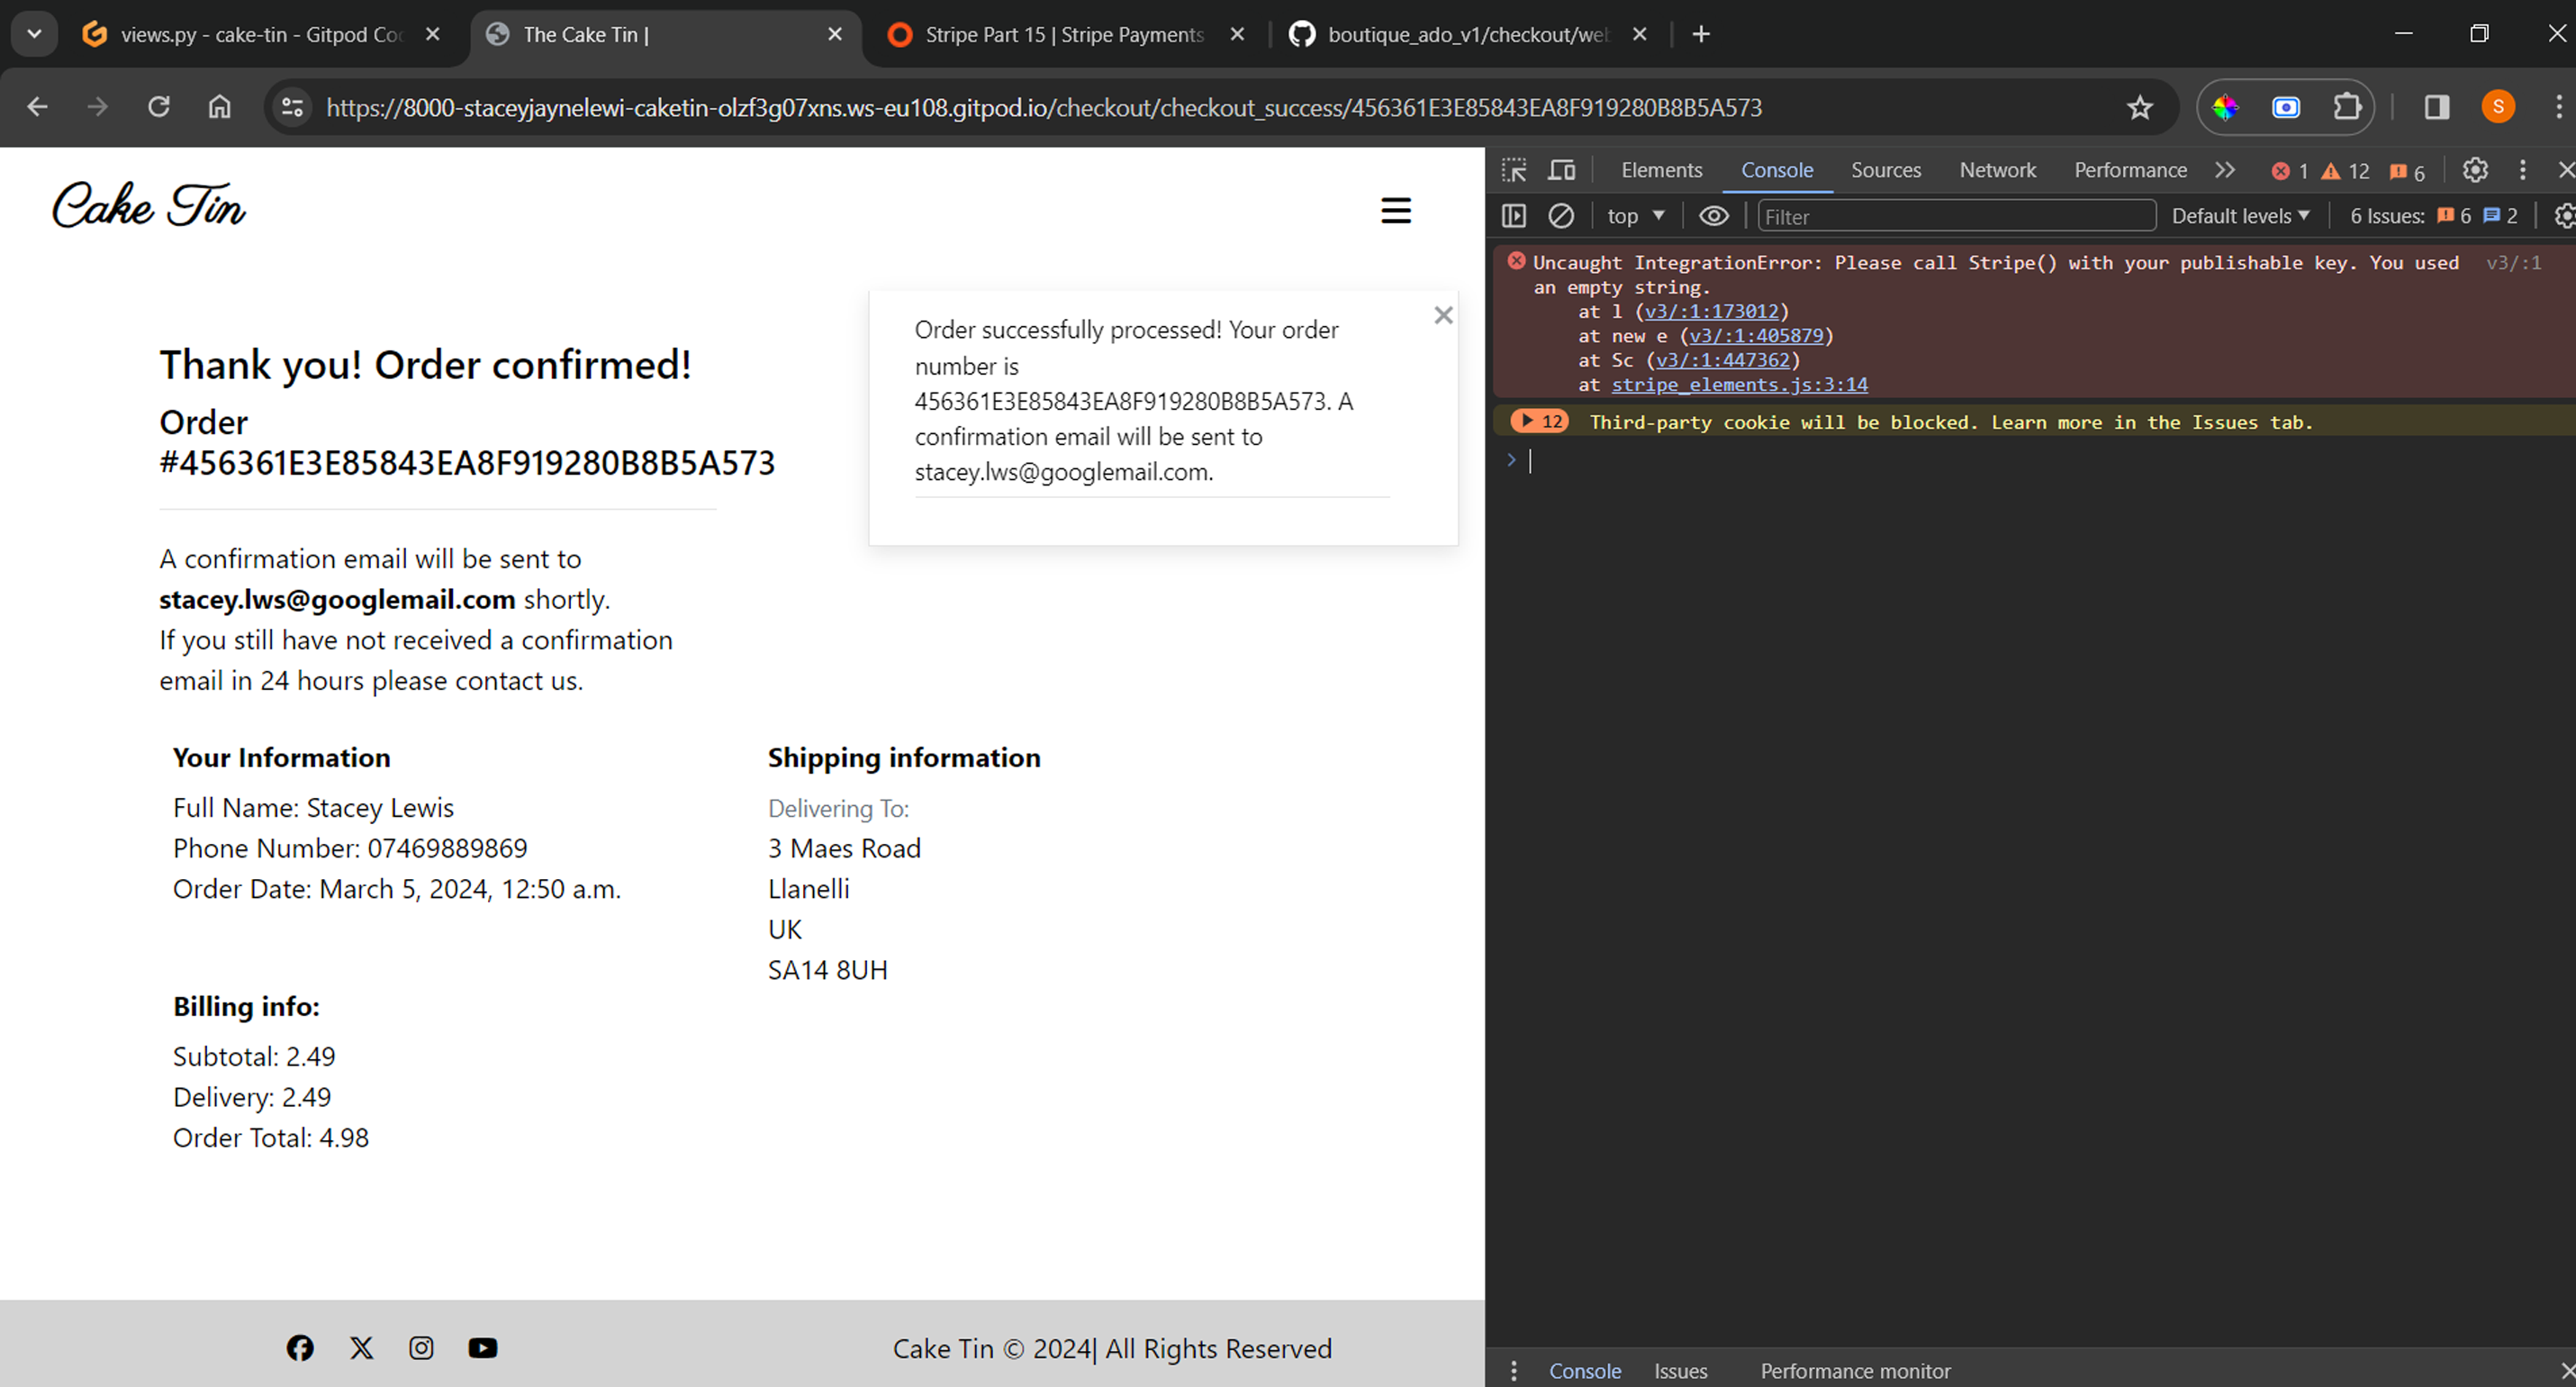 views.py - cake-tin - Gitpod Co
The Cake Tin |
Stripe Part 15 | Stripe Payments
boutique_ado_v1/checkout/we
https://8000-staceyjaynelewi-caketin-olzf3g07xns.ws-eu108.gitpod.io/checkout/checkout_success/456361E3E85843EA8F919280B8B5A573
S
Cake Tin
Order successfully processed! Your order
number is
456361E3E85843EA8F919280B8B5A573. A
confirmation email will be sent to
stacey.lws@googlemail.com.
Thank you! Order confirmed!
Order
#456361E3E85843EA8F919280B8B5A573
A confirmation email will be sent to
stacey.lws@googlemail.com shortly.
If you still have not received a confirmation
email in 24 hours please contact us.
Your Information
Full Name: Stacey Lewis
Phone Number: 07469889869
Order Date: March 5, 2024, 12:50 a.m.
Shipping information
Delivering To:
3 Maes Road
Llanelli
UK
SA14 8UH
Billing info:
Subtotal: 2.49
Delivery: 2.49
Order Total: 4.98
Cake Tin © 2024| All Rights Reserved
Elements Console Sources Network Performance 1 12 6
top Filter Default levels 6 Issues: 6 2
Uncaught IntegrationError: Please call Stripe() with your publishable key. You used v3/:1
an empty string.
at l (v3/:1:173012)
at new e (v3/:1:405879)
at Sc (v3/:1:447362)
at stripe_elements.js:3:14
12 Third-party cookie will be blocked. Learn more in the Issues tab.
Console Issues Performance monitor